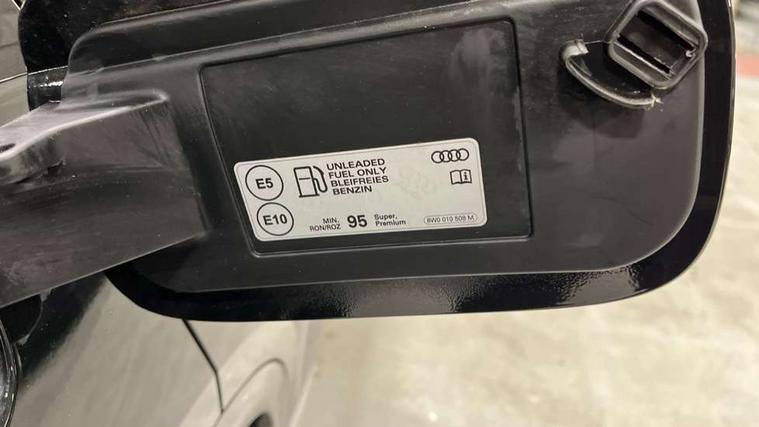 E5
UNLEADED
FUEL ONLY
BLEIFREIES
BENZIN
E10
MIN.
RON/ROZ
95
Super,
Premium
8W0 010 508 M